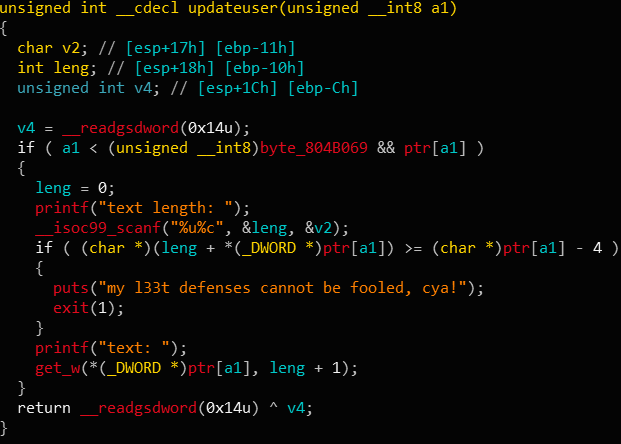 unsigned int __cdecl updateuser(unsigned __int8 a1)
{
  char v2; // [esp+17h] [ebp-11h]
  int leng; // [esp+18h] [ebp-10h]
  unsigned int v4; // [esp+1Ch] [ebp-Ch]
  v4 = __readgsdword(0x14u);
  if ( a1 < (unsigned __int8)byte_804B069 && ptr[a1] )
  {
    leng = 0;
    printf("text length: ");
    __isoc99_scanf("%u%c", &leng, &v2);
    if ( (char *)(leng + *(_DWORD *)ptr[a1]) >= (char *)ptr[a1] - 4 )
    {
      puts("my l33t defenses cannot be fooled, cya!");
      exit(1);
    }
    printf("text: ");
    get_w(*(_DWORD *)ptr[a1], leng + 1);
  }
  return __readgsdword(0x14u) ^ v4;
}